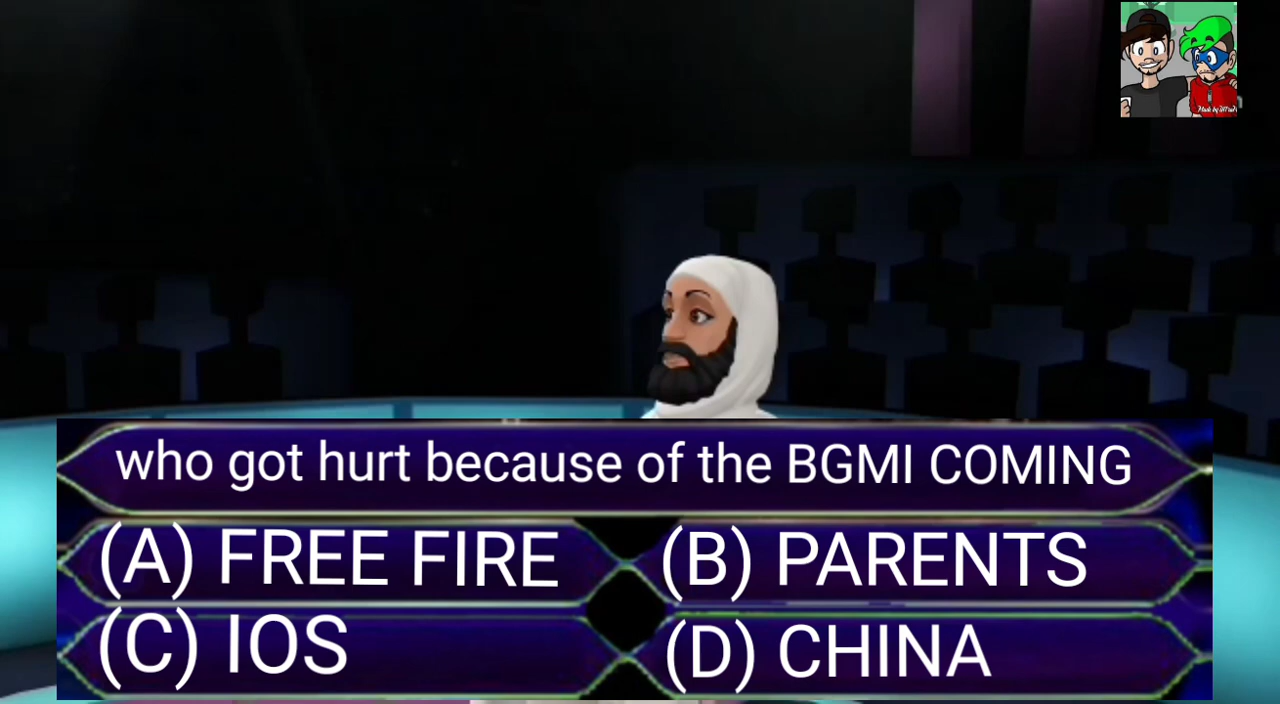 who got hurt because of the BGMI COMING
(A) FREE FIRE
(B) PARENTS
(C) IOS
(D) CHINA